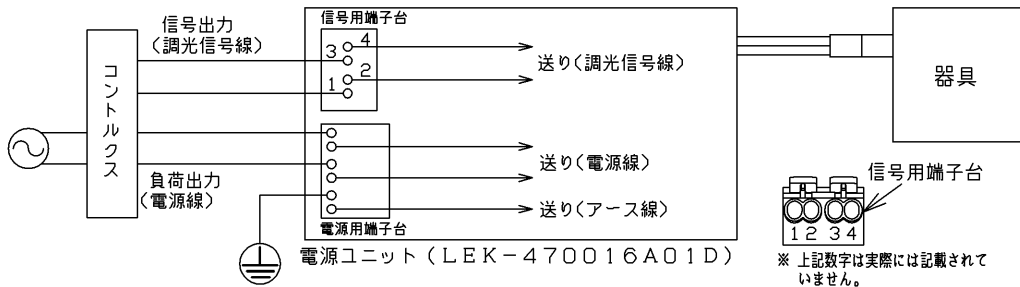 信号出力
(調光信号線)
コントルクス
負荷出力
(電源線)
信号用端子台
4
3
2
1
送り(調光信号線)
送り(電源線)
送り(アース線)
電源用端子台
電源ユニット(LEK-470016A01D)
器具
信号用端子台
1 2 3 4
※ 上記数字は実際には記載されて
いません。